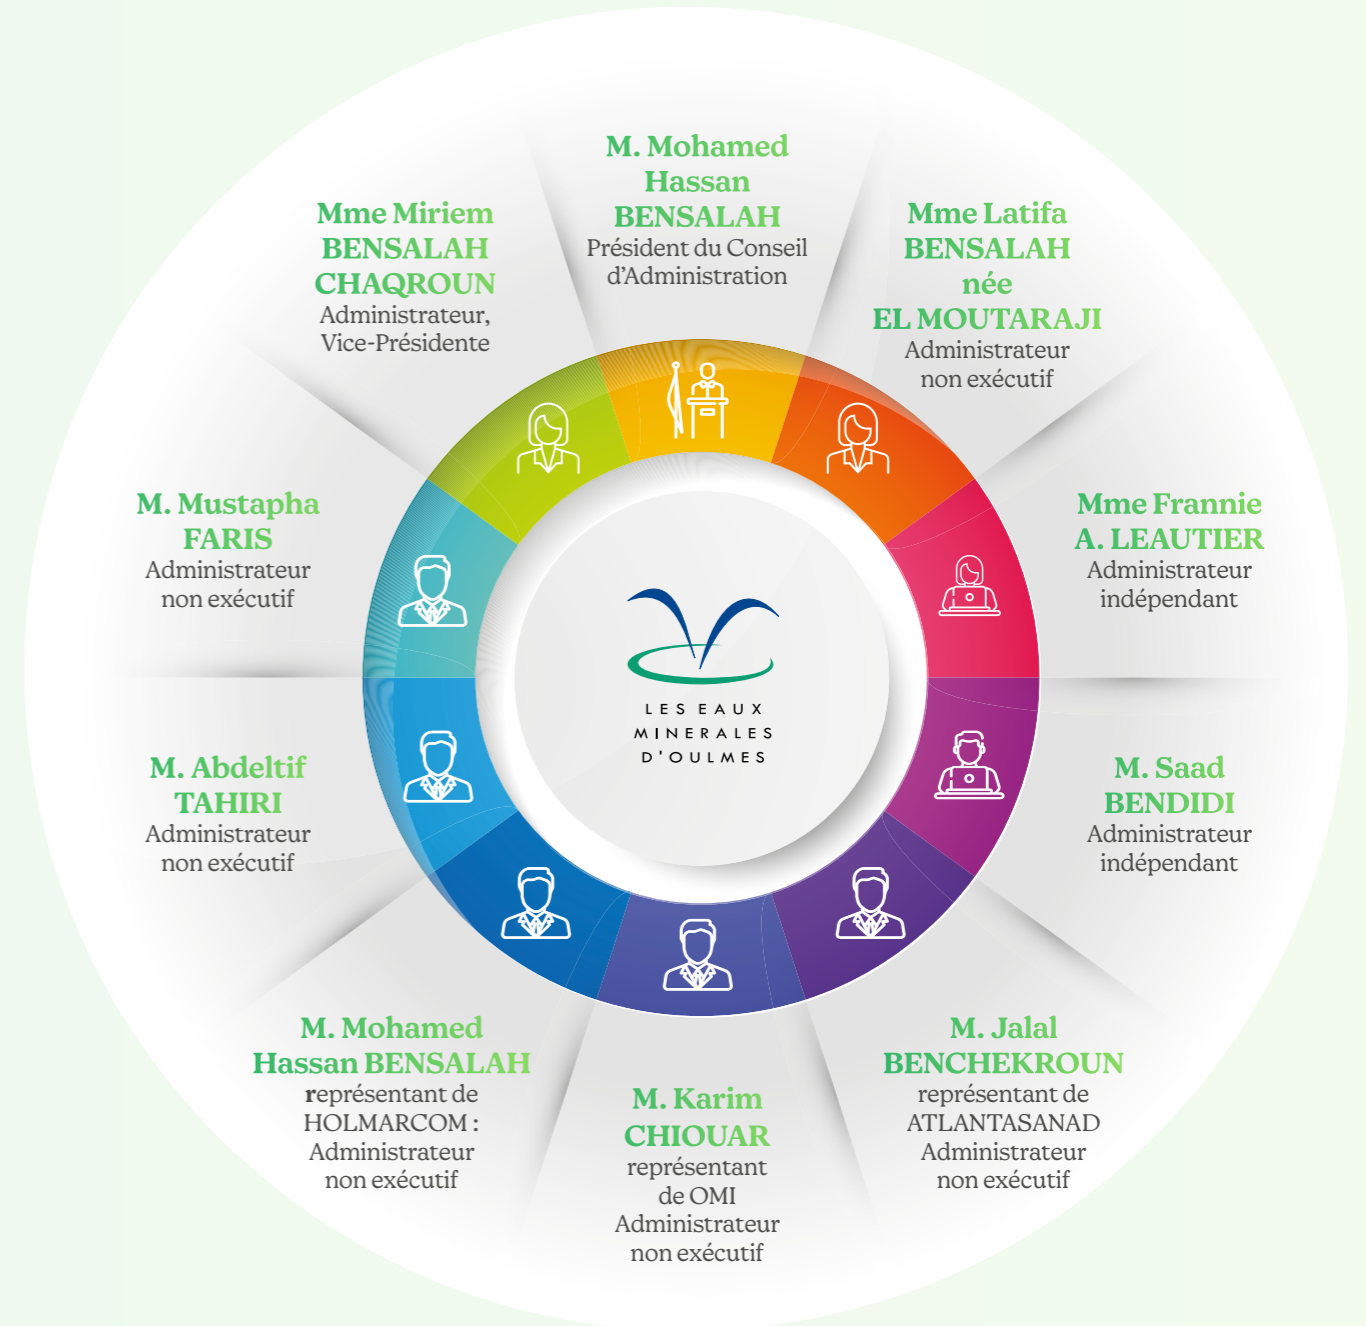 M. Mohamed
Hassan
BENSALAH
Président du Conseil
d'Administration
Mme Latifa
BENSALAH
née
EL MOUTARAJI
Administrateur
non exécutif
Mme Frannie
A. LEAUTIER
Administrateur
indépendant
M. Saad
BENDIDI
Administrateur
indépendant
M. Jalal
BENCHEKROUN
représentant de
ATLANTASANAD
Administrateur
non exécutif
M. Karim
CHIOUAR
représentant
de OMI
Administrateur
non exécutif
M. Mohamed
Hassan BENSALAH
représentant de
HOLMARCOM :
Administrateur
non exécutif
M. Abdeltif
TAHIRI
Administrateur
non exécutif
M. Mustapha
FARIS
Administrateur
non exécutif
Mme Miriem
BENSALAH
CHAQROUN
Administrateur,
Vice-Présidente
LES EAUX
MINERALES
D'OULMES